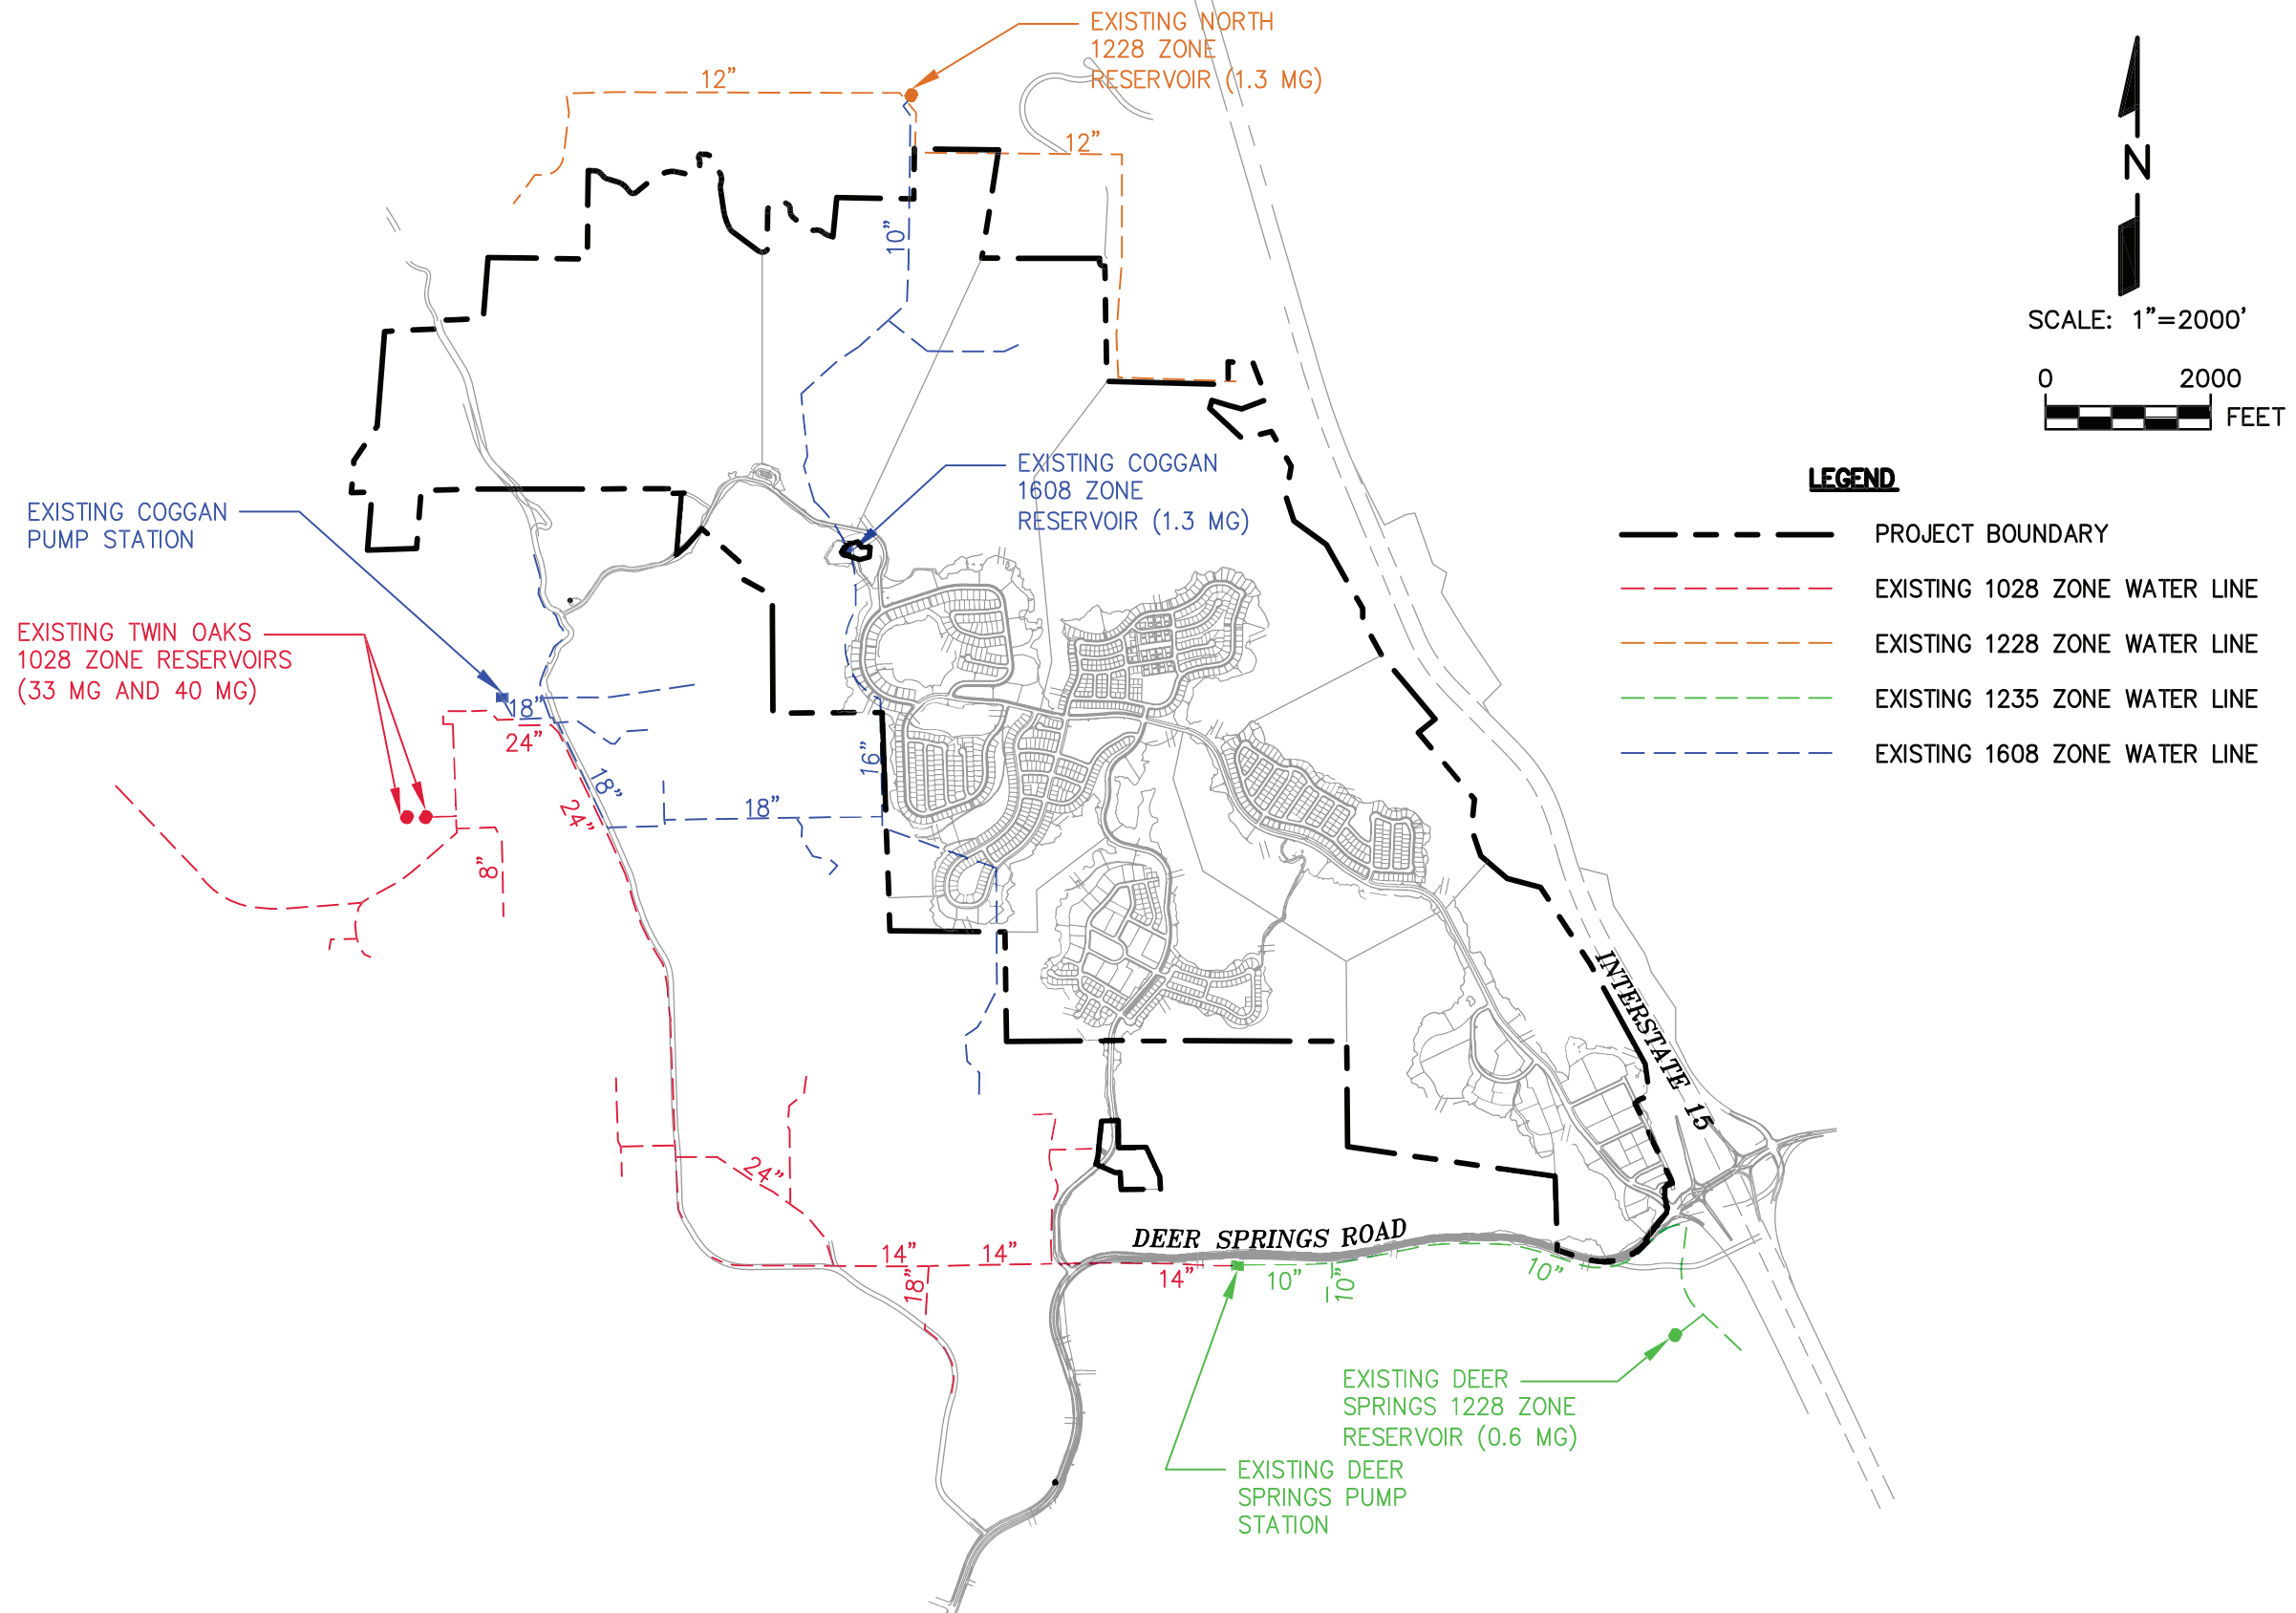 EXISTING NORTH
1228 ZONE
RESERVOIR (1.3 MG)
12”
12”
10”
N
SCALE: 1”=2000’
0 2000
FEET
EXISTING COGGAN
1608 ZONE
RESERVOIR (1.3 MG)
LEGEND
PROJECT BOUNDARY
EXISTING 1028 ZONE WATER LINE
EXISTING 1228 ZONE WATER LINE
EXISTING 1235 ZONE WATER LINE
EXISTING 1608 ZONE WATER LINE
EXISTING COGGAN
PUMP STATION
EXISTING TWIN OAKS
1028 ZONE RESERVOIRS
(33 MG AND 40 MG)
18”
24”
18”
24”
16”
18”
8”
INTERSTATE 15
24”
DEER SPRINGS ROAD
14”
14”
18”
14”
10”
10”
10”
EXISTING DEER
SPRINGS 1228 ZONE
RESERVOIR (0.6 MG)
EXISTING DEER
SPRINGS PUMP
STATION